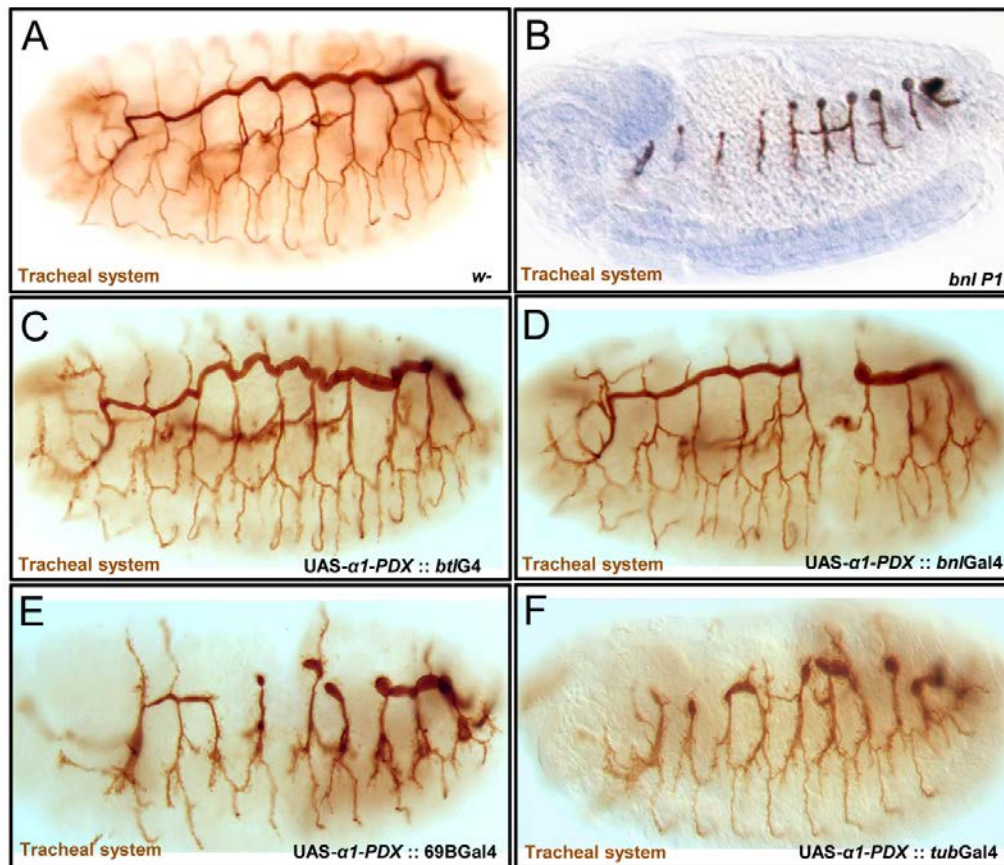 A
B
Tracheal system
w-
Tracheal system
bnl P1
C
D
Tracheal system
UAS-α1-PDX :: btlG4
Tracheal system
UAS-α1-PDX :: bnlGal4
E
F
Tracheal system
UAS-α1-PDX :: 69BGal4
Tracheal system
UAS-α1-PDX :: tubGal4